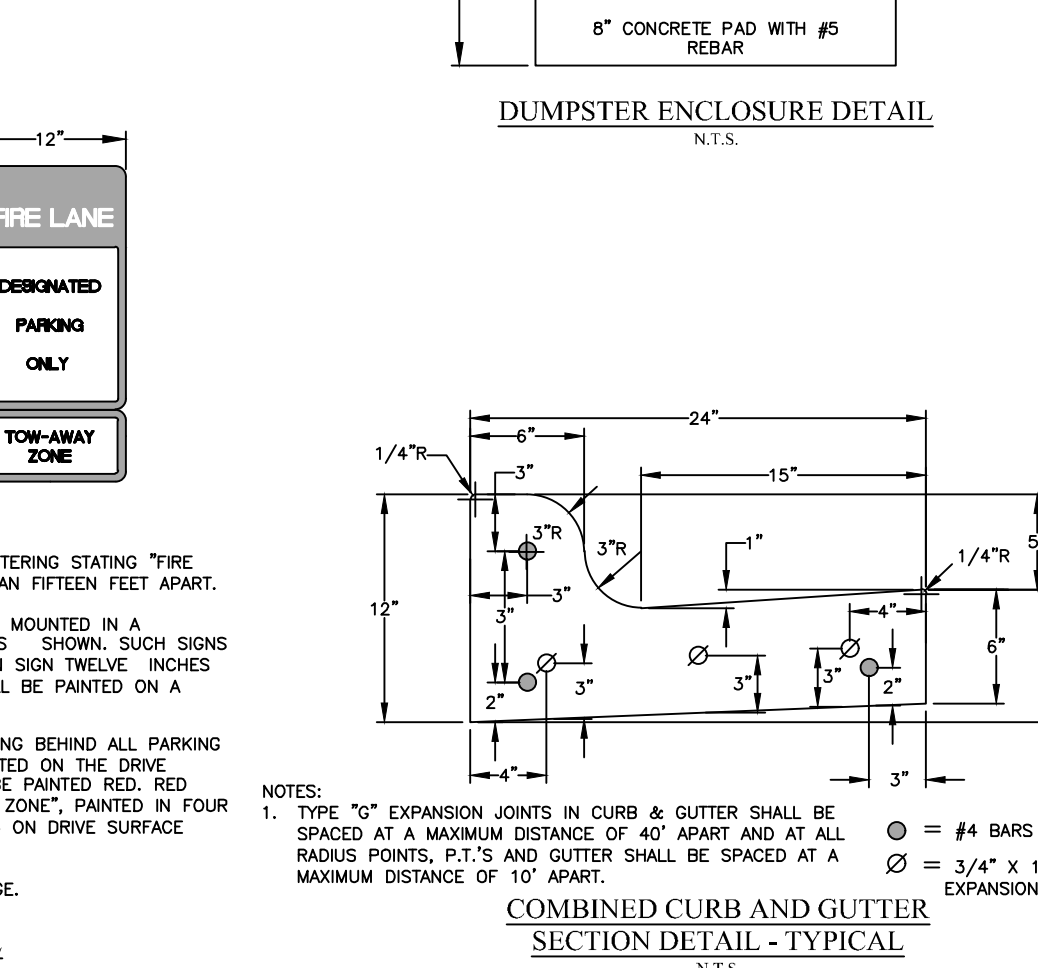 8" CONCRETE PAD WITH #5
REBAR
DUMPSTER ENCLOSURE DETAIL
N.T.S.
12"
FIRE LANE
DESIGNATED
PARKING
ONLY
TOW-AWAY
ZONE
TERING STATING "FIRE
AN FIFTEEN FEET APART.
MOUNTED IN A
S SHOWN. SUCH SIGNS
SIGN TWELVE INCHES
BE PAINTED ON A
NG BEHIND ALL PARKING
TED ON THE DRIVE
BE PAINTED RED. RED
ZONE", PAINTED IN FOUR
ON DRIVE SURFACE
GE.
24"
6"
1/4"R
3"
15"
3"R
3"R
1"
5
1/4"R
12"
3"
3"
4"
6"
3"
3"
3"
2"
2"
4"
3"
NOTES:
1. TYPE "G" EXPANSION JOINTS IN CURB & GUTTER SHALL BE
SPACED AT A MAXIMUM DISTANCE OF 40' APART AND AT ALL
RADIUS POINTS, P.T.'S AND GUTTER SHALL BE SPACED AT A
MAXIMUM DISTANCE OF 10' APART.
= #4 BARS
= 3/4" X 1
EXPANSION
COMBINED CURB AND GUTTER
SECTION DETAIL - TYPICAL
N.T.S.